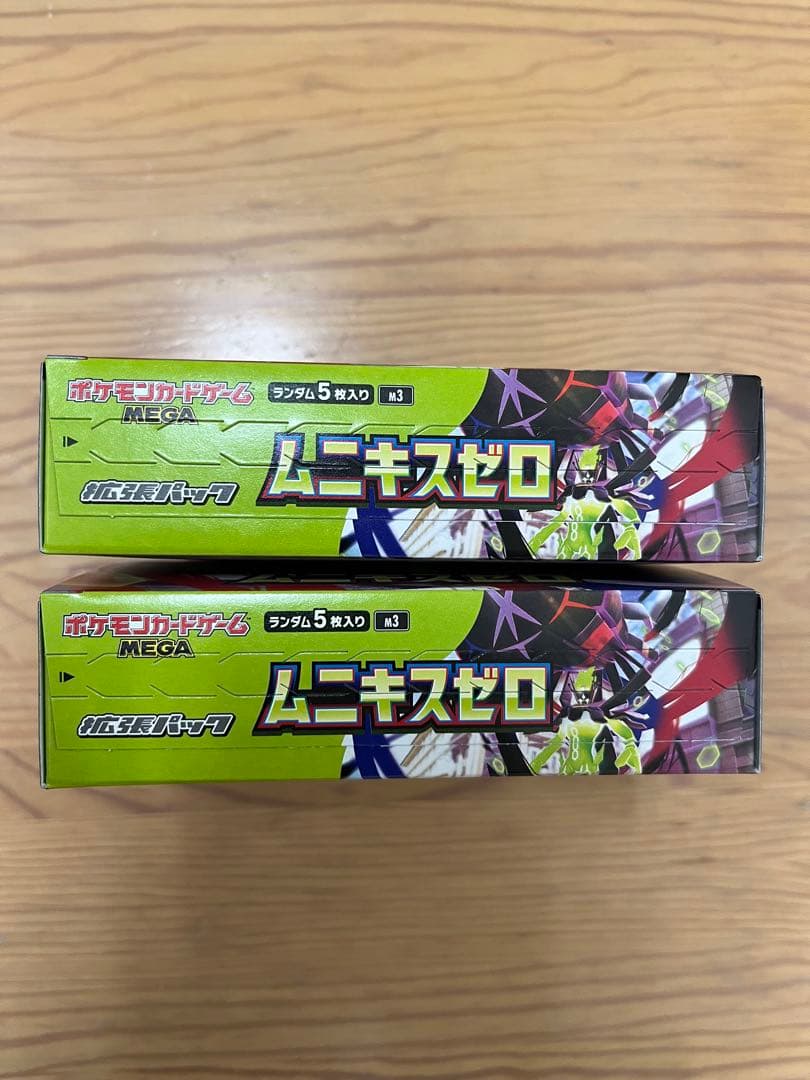 ポケモンカードゲーム
MEGA
ランダム5枚入り M3
ムニキスゼロ
拡張パック
ポケモンカードゲーム
MEGA
ランダム5枚入り M3
ムニキスゼロ
拡張パック